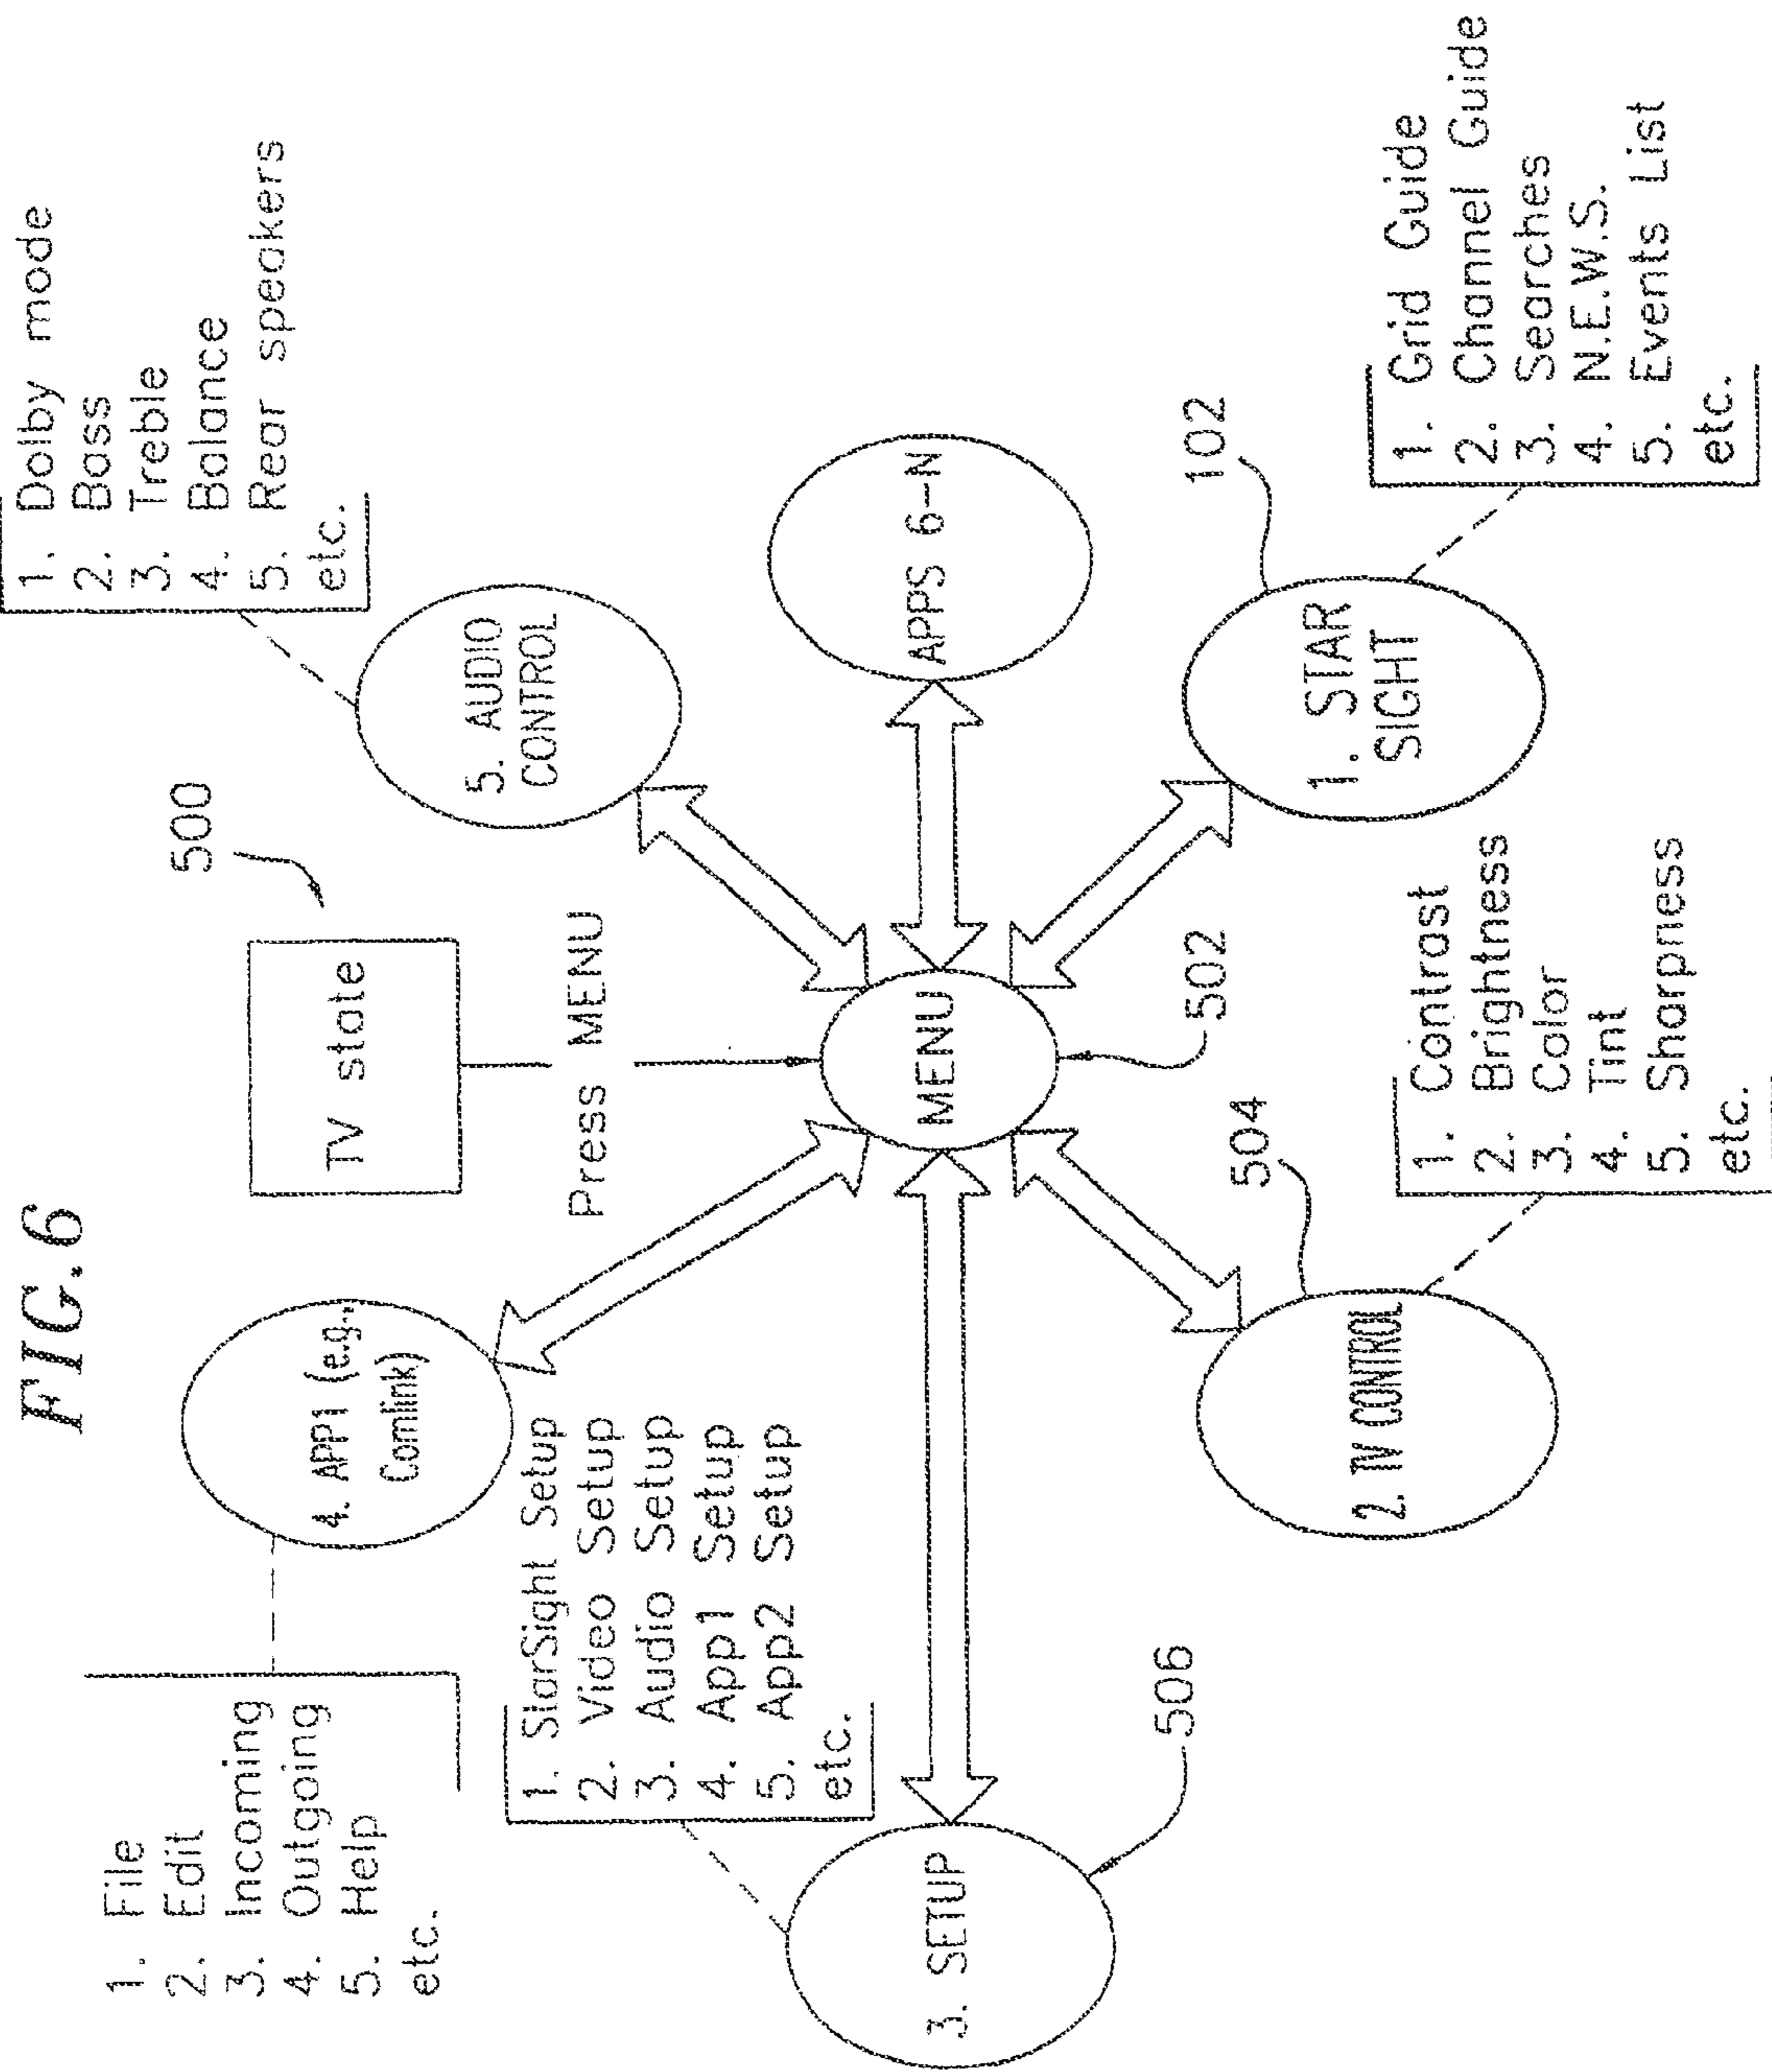 FIG.6
TV state
500
Press MENU
MENU
502
1. File
2. Edit
3. Incoming
4. Outgoing
5. Help
etc.
4. APP1 (e.g.,
Comlink)
1. Dolby mode
2. Bass
3. Treble
4. Balance
5. Rear speakers
etc.
5. AUDIO
CONTROL
1. StarSight Setup
2. Video Setup
3. Audio Setup
4. App1 Setup
5. App2 Setup
etc.
3. SETUP
506
APPS 6-N
2. TV CONTROL
504
1. Contrast
2. Brightness
3. Color
4. Tint
5. Sharpness
etc.
1. STAR
SIGHT
102
1. Grid Guide
2. Channel Guide
3. Searches
4. N.E.W.S.
5. Events List
etc.